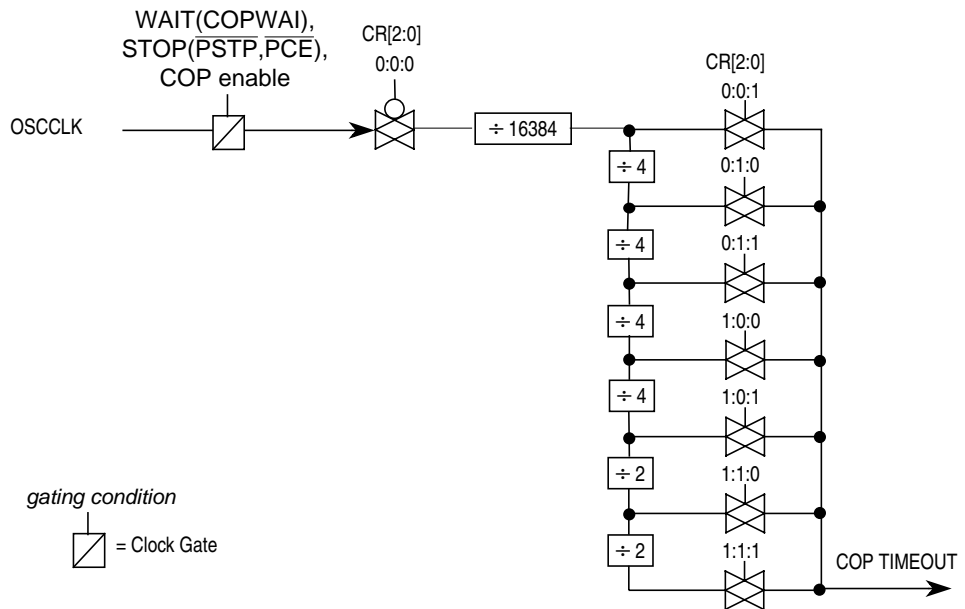 WAIT(COPWAI),
STOP(PSTP,PCE),
COP enable
CR[2:0]
0:0:0
OSCCLK
÷ 16384
CR[2:0]
0:0:1
÷ 4
0:1:0
÷ 4
0:1:1
÷ 4
1:0:0
÷ 4
1:0:1
÷ 2
1:1:0
÷ 2
1:1:1
COP TIMEOUT
gating condition
= Clock Gate